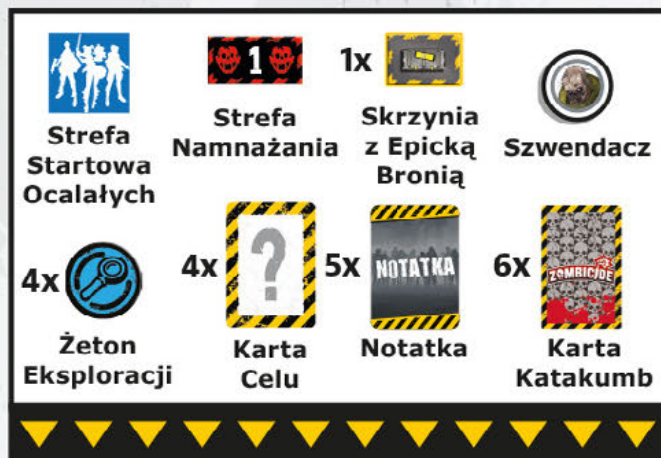 Strefa
Startowa
Ocalałych
1
Strefa
Namnażania
1x
Skrzynia
z Epicką
Bronią
Szwendacz
4x
Żeton
Eksploracji
4x
?
Karta
Celu
5x
NOTATKA
Notatka
6x
ZOMBICIDE
Karta
Katakumb